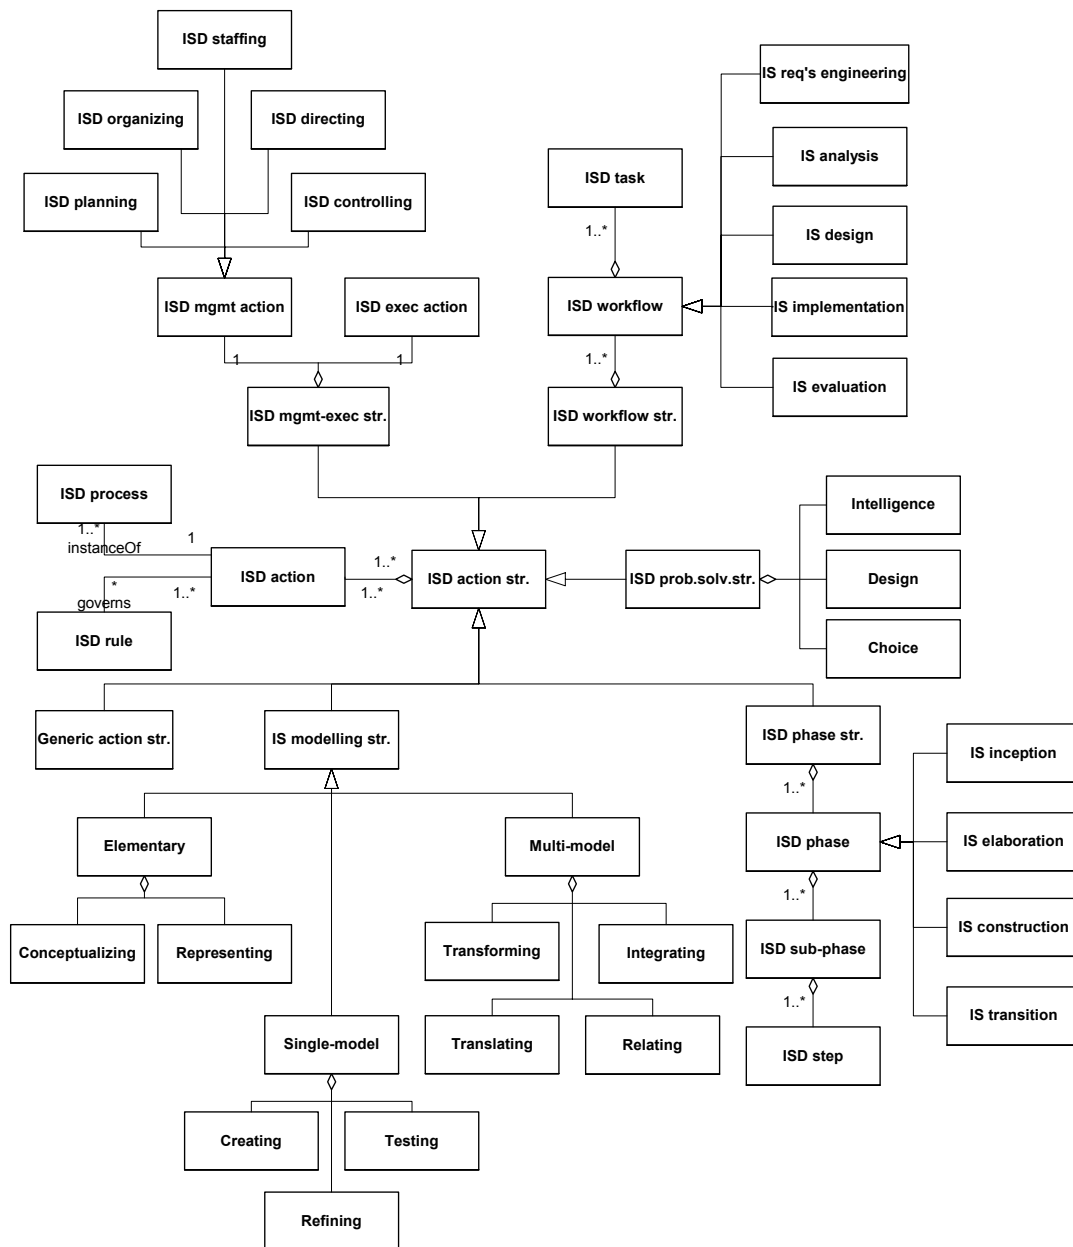 ISD staffing
IS req's engineering
ISD organizing
ISD directing
IS analysis
ISD task
ISD planning
ISD controlling
IS design
1..*
ISD mgmt action
ISD exec action
ISD workflow
IS implementation
1
1
1..*
IS evaluation
ISD mgmt-exec str.
ISD workflow str.
ISD process
Intelligence
1..*
instanceOf
1
ISD action
1..*
1..*
ISD action str.
ISD prob.solv.str.
Design
*
1..*
governs
ISD rule
Choice
Generic action str.
IS modelling str.
ISD phase str.
IS inception
1..*
Elementary
Multi-model
ISD phase
IS elaboration
1..*
Conceptualizing
Representing
Transforming
Integrating
ISD sub-phase
IS construction
1..*
Single-model
Translating
Relating
ISD step
IS transition
Creating
Testing
Refining